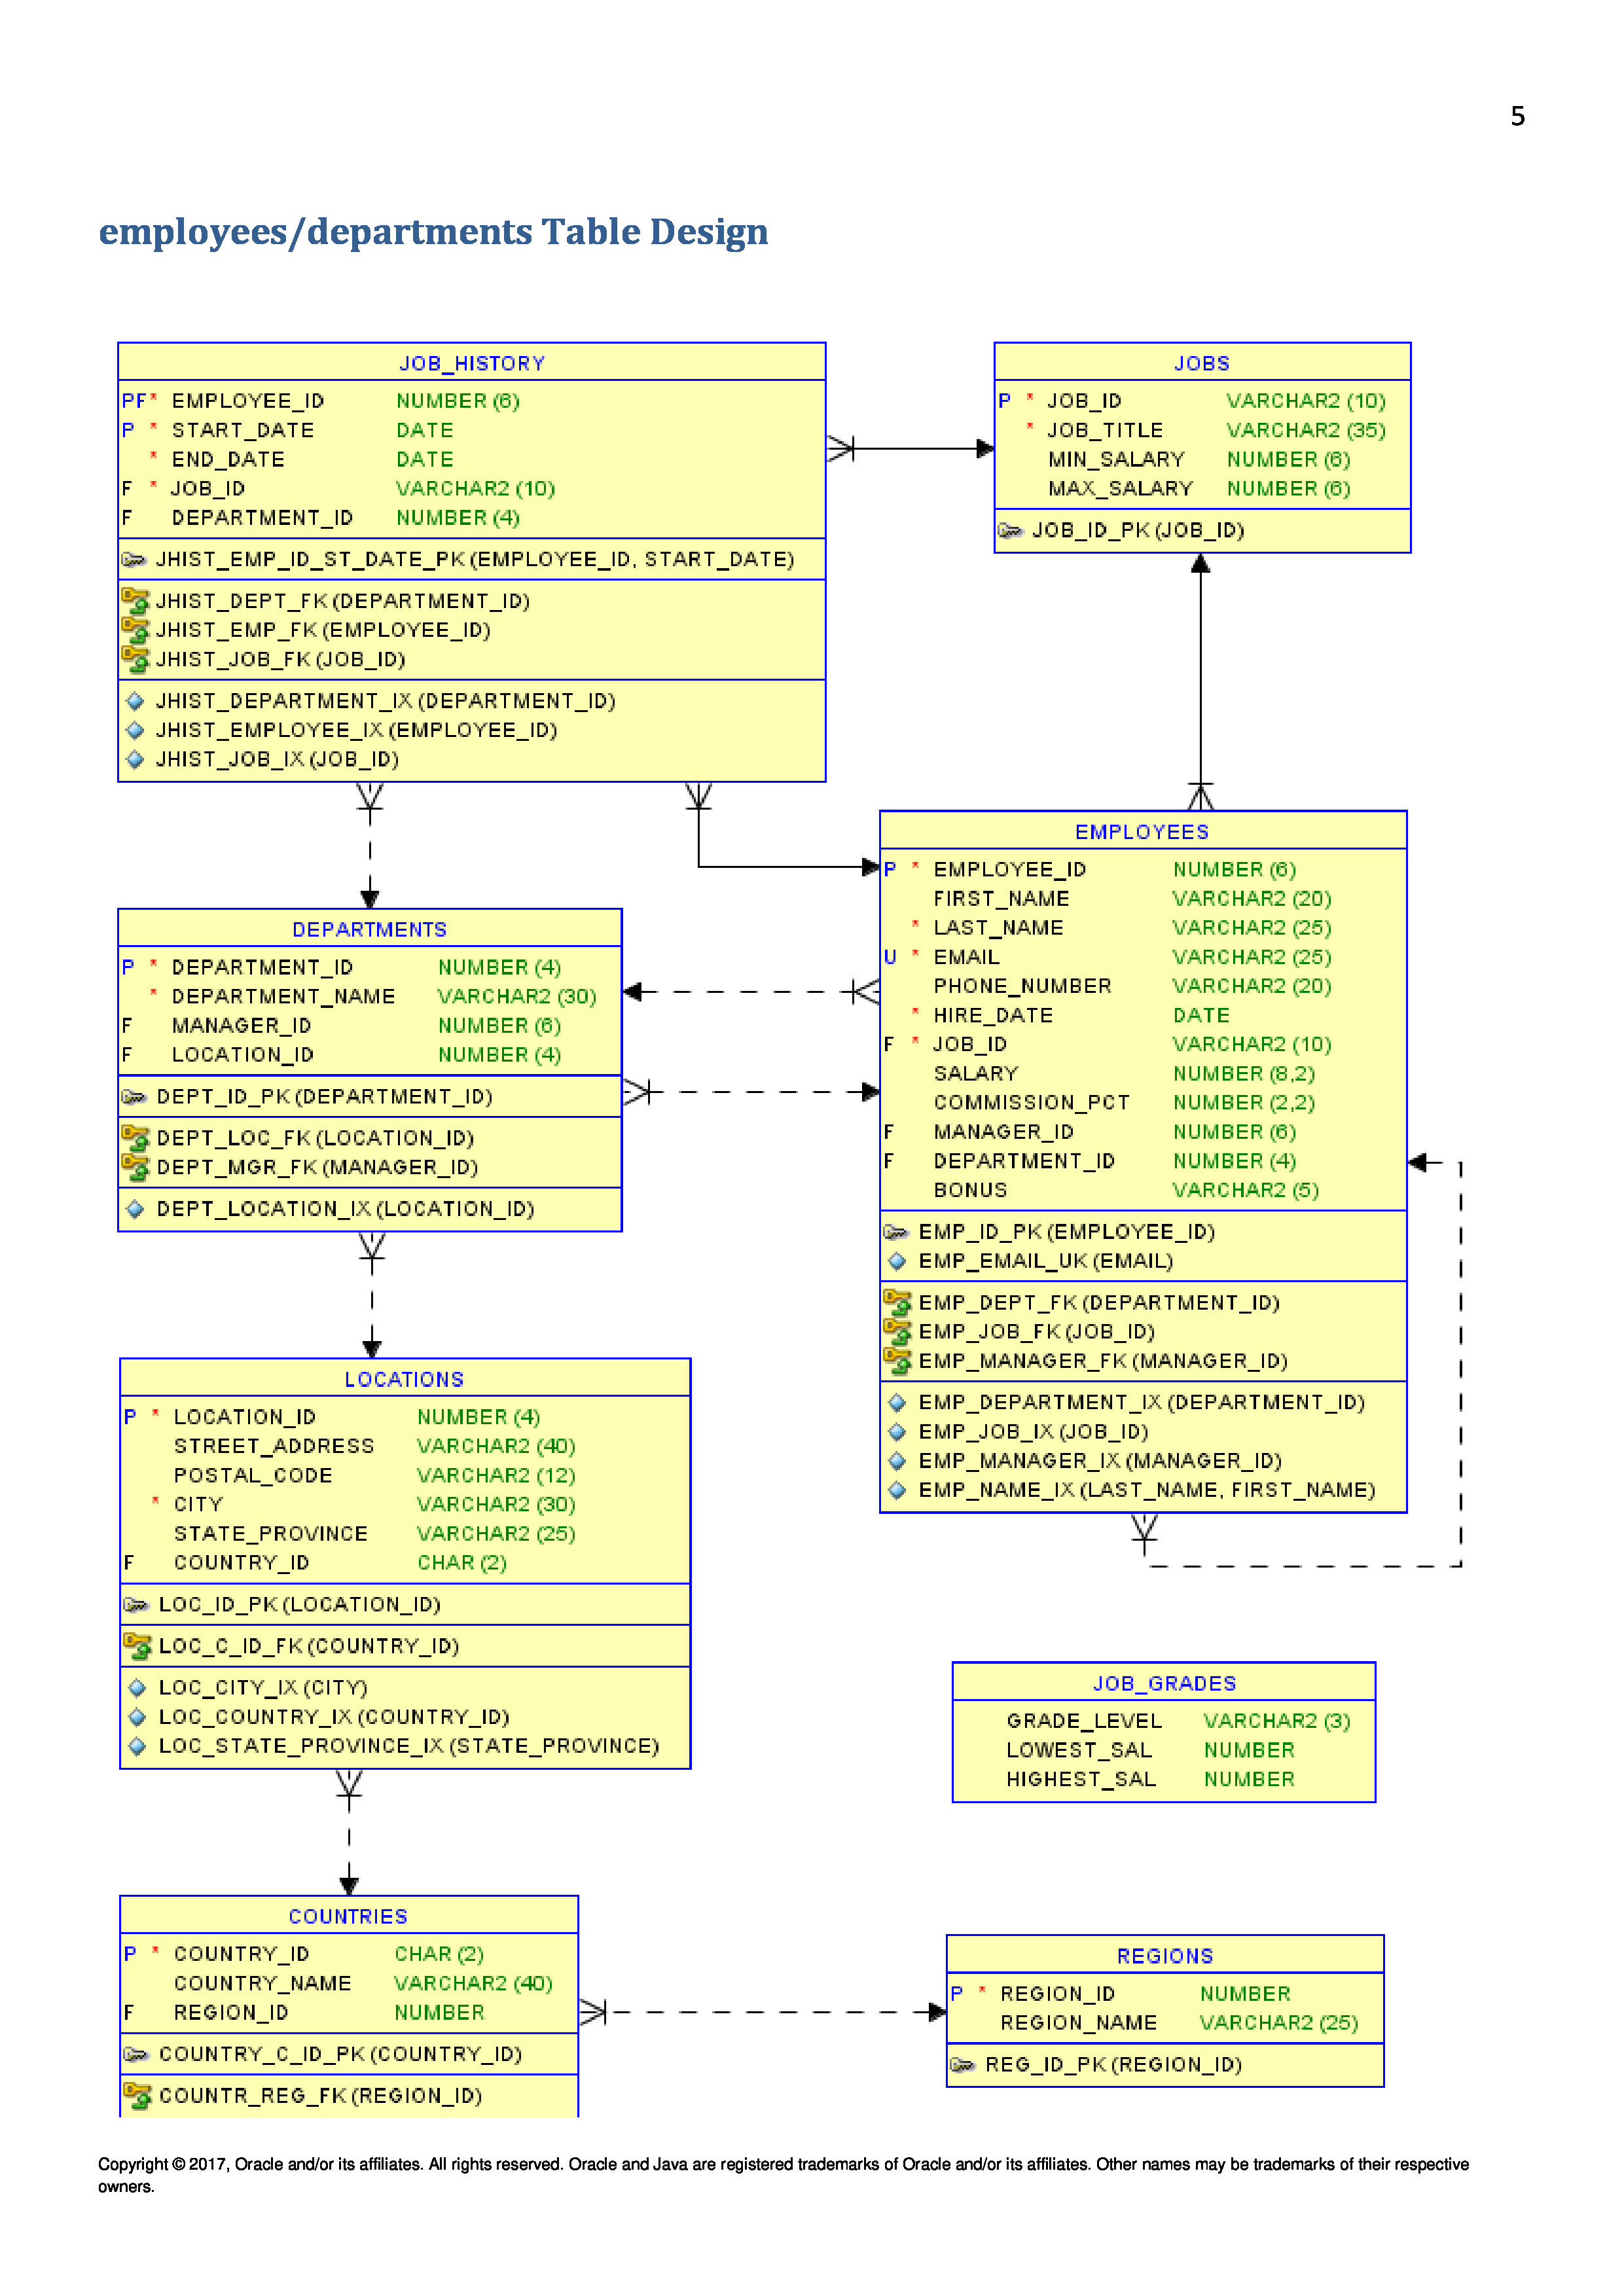 5
employees/departments Table Design
JOB_HISTORY
PF* EMPLOYEE_ID NUMBER (6)
P * START_DATE DATE
* END_DATE DATE
F * JOB_ID VARCHAR2 (10)
F DEPARTMENT_ID NUMBER (4)
JHIST_EMP_ID_ST_DATE_PK (EMPLOYEE_ID, START_DATE)
JHIST_DEPT_FK (DEPARTMENT_ID)
JHIST_EMP_FK (EMPLOYEE_ID)
JHIST_JOB_FK (JOB_ID)
JHIST_DEPARTMENT_IX (DEPARTMENT_ID)
JHIST_EMPLOYEE_IX (EMPLOYEE_ID)
JHIST_JOB_IX (JOB_ID)
JOBS
P * JOB_ID VARCHAR2 (10)
* JOB_TITLE VARCHAR2 (35)
MIN_SALARY NUMBER (6)
MAX_SALARY NUMBER (6)
JOB_ID_PK (JOB_ID)
EMPLOYEES
P * EMPLOYEE_ID NUMBER (6)
FIRST_NAME VARCHAR2 (20)
* LAST_NAME VARCHAR2 (25)
U * EMAIL VARCHAR2 (25)
PHONE_NUMBER VARCHAR2 (20)
* HIRE_DATE DATE
F * JOB_ID VARCHAR2 (10)
SALARY NUMBER (8,2)
COMMISSION_PCT NUMBER (2,2)
F MANAGER_ID NUMBER (6)
F DEPARTMENT_ID NUMBER (4)
BONUS VARCHAR2 (5)
EMP_ID_PK (EMPLOYEE_ID)
EMP_EMAIL_UK (EMAIL)
EMP_DEPT_FK (DEPARTMENT_ID)
EMP_JOB_FK (JOB_ID)
EMP_MANAGER_FK (MANAGER_ID)
EMP_DEPARTMENT_IX (DEPARTMENT_ID)
EMP_JOB_IX (JOB_ID)
EMP_MANAGER_IX (MANAGER_ID)
EMP_NAME_IX (LAST_NAME, FIRST_NAME)
DEPARTMENTS
P * DEPARTMENT_ID NUMBER (4)
* DEPARTMENT_NAME VARCHAR2 (30)
F MANAGER_ID NUMBER (6)
F LOCATION_ID NUMBER (4)
DEPT_ID_PK (DEPARTMENT_ID)
DEPT_LOC_FK (LOCATION_ID)
DEPT_MGR_FK (MANAGER_ID)
DEPT_LOCATION_IX (LOCATION_ID)
LOCATIONS
P * LOCATION_ID NUMBER (4)
STREET_ADDRESS VARCHAR2 (40)
POSTAL_CODE VARCHAR2 (12)
* CITY VARCHAR2 (30)
STATE_PROVINCE VARCHAR2 (25)
F COUNTRY_ID CHAR (2)
LOC_ID_PK (LOCATION_ID)
LOC_C_ID_FK (COUNTRY_ID)
LOC_CITY_IX (CITY)
LOC_COUNTRY_IX (COUNTRY_ID)
LOC_STATE_PROVINCE_IX (STATE_PROVINCE)
JOB_GRADES
GRADE_LEVEL VARCHAR2 (3)
LOWEST_SAL NUMBER
HIGHEST_SAL NUMBER
COUNTRIES
P * COUNTRY_ID CHAR (2)
COUNTRY_NAME VARCHAR2 (40)
F REGION_ID NUMBER
COUNTRY_C_ID_PK (COUNTRY_ID)
COUNTR_REG_FK (REGION_ID)
REGIONS
P * REGION_ID NUMBER
REGION_NAME VARCHAR2 (25)
REG_ID_PK (REGION_ID)
Copyright © 2017, Oracle and/or its affiliates. All rights reserved. Oracle and Java are registered trademarks of Oracle and/or its affiliates. Other names may be trademarks of their respective
owners.